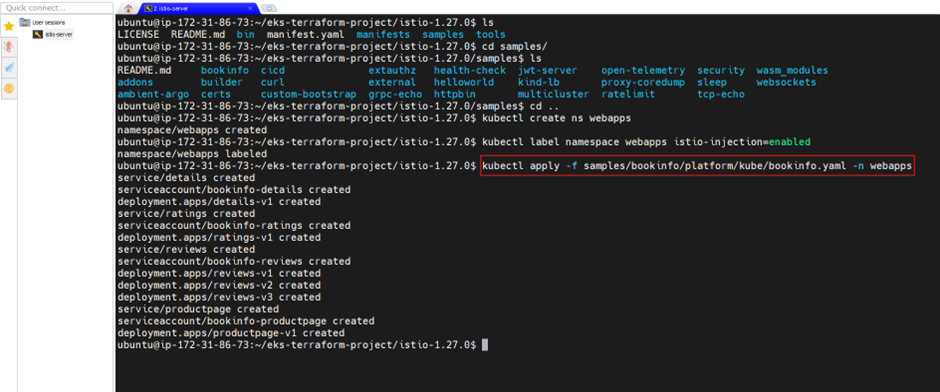 Quick connect...
2. istio-server
User sessions
istio-server
ubuntu@ip-172-31-86-73:~/eks-terraform-project/istio-1.27.0$ ls
LICENSE README.md bin manifest.yaml manifests samples tools
ubuntu@ip-172-31-86-73:~/eks-terraform-project/istio-1.27.0$ cd samples/
ubuntu@ip-172-31-86-73:~/eks-terraform-project/istio-1.27.0/samples$ ls
README.md bookinfo cicd extauthz health-check jwt-server open-telemetry security wasm_modules
addons builder curl external helloworld kind-lb proxy-coredump sleep websockets
ambient-argo certs custom-bootstrap grpc-echo httpbin multicluster ratelimit tcp-echo
ubuntu@ip-172-31-86-73:~/eks-terraform-project/istio-1.27.0/samples$ cd ..
ubuntu@ip-172-31-86-73:~/eks-terraform-project/istio-1.27.0$ kubectl create ns webapps
namespace/webapps created
ubuntu@ip-172-31-86-73:~/eks-terraform-project/istio-1.27.0$ kubectl label namespace webapps istio-injection=enabled
namespace/webapps labeled
ubuntu@ip-172-31-86-73:~/eks-terraform-project/istio-1.27.0$ kubectl apply -f samples/bookinfo/platform/kube/bookinfo.yaml -n webapps
service/details created
serviceaccount/bookinfo-details created
deployment.apps/details-v1 created
service/ratings created
serviceaccount/bookinfo-ratings created
deployment.apps/ratings-v1 created
service/reviews created
serviceaccount/bookinfo-reviews created
deployment.apps/reviews-v1 created
deployment.apps/reviews-v2 created
deployment.apps/reviews-v3 created
service/productpage created
serviceaccount/bookinfo-productpage created
deployment.apps/productpage-v1 created
ubuntu@ip-172-31-86-73:~/eks-terraform-project/istio-1.27.0$